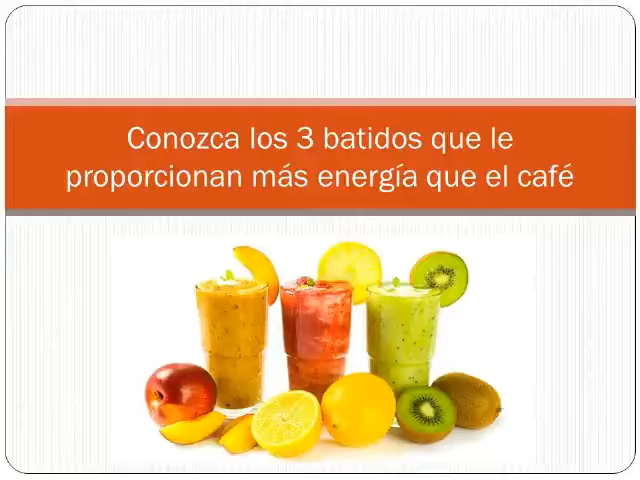 Conozca los 3 batidos que le
proporcionan más energía que el café